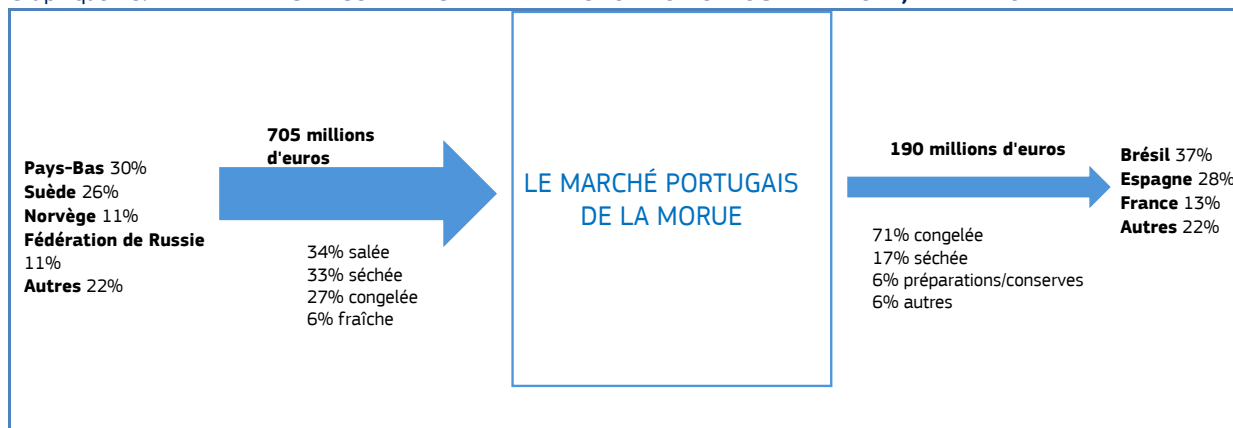 705 millions
d'euros
Pays-Bas 30%
Suède 26%
Norvège 11%
Fédération de Russie
11%
Autres 22%
34% salée
33% séchée
27% congelée
6% fraîche
LE MARCHÉ PORTUGAIS
DE LA MORUE
190 millions d'euros
71% congelée
17% séchée
6% préparations/conserves
6% autres
Brésil 37%
Espagne 28%
France 13%
Autres 22%